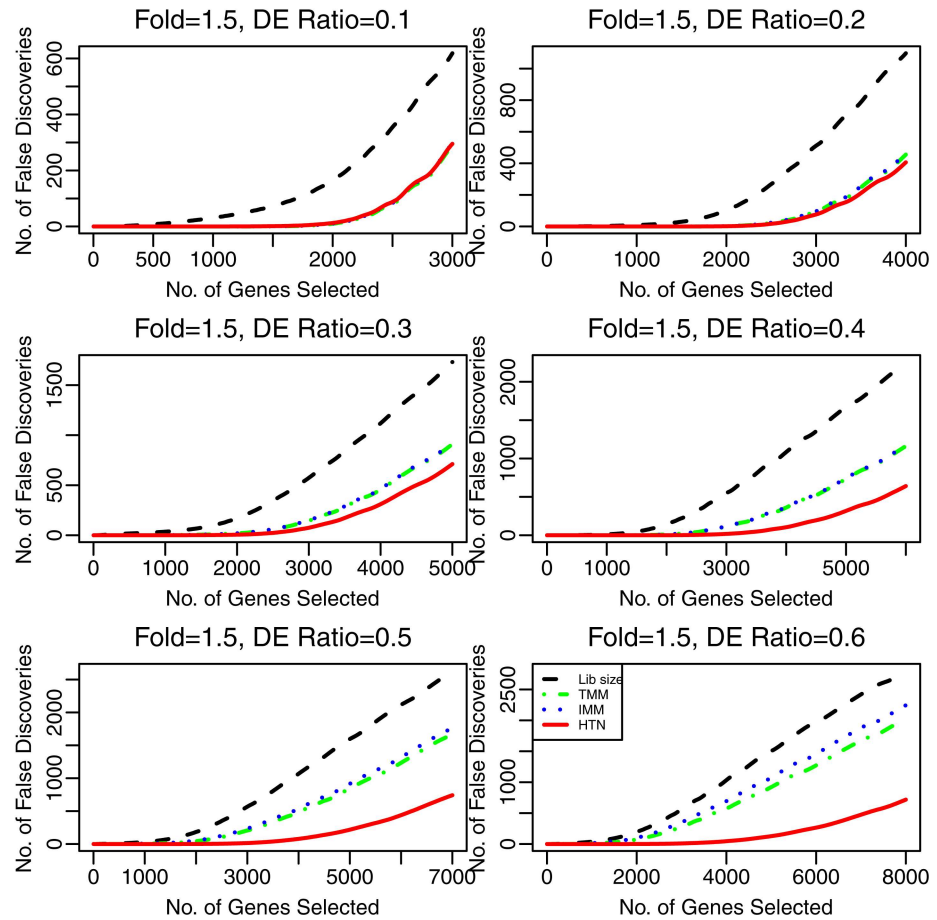 Fold=1.5, DE Ratio=0.1
No. of False Discoveries
0 200 400 600
0 500 1000 2000 3000
No. of Genes Selected
Fold=1.5, DE Ratio=0.2
No. of False Discoveries
0 400 800
0 1000 2000 3000 4000
No. of Genes Selected
Fold=1.5, DE Ratio=0.3
No. of False Discoveries
0 500 1500
0 1000 2000 3000 4000 5000
No. of Genes Selected
Fold=1.5, DE Ratio=0.4
No. of False Discoveries
0 1000 2000
0 1000 3000 5000
No. of Genes Selected
Fold=1.5, DE Ratio=0.5
No. of False Discoveries
0 1000 2000
0 1000 3000 5000 7000
No. of Genes Selected
Fold=1.5, DE Ratio=0.6
No. of False Discoveries
0 1000 2500
Lib size
TMM
IMM
HTN
0 2000 4000 6000 8000
No. of Genes Selected